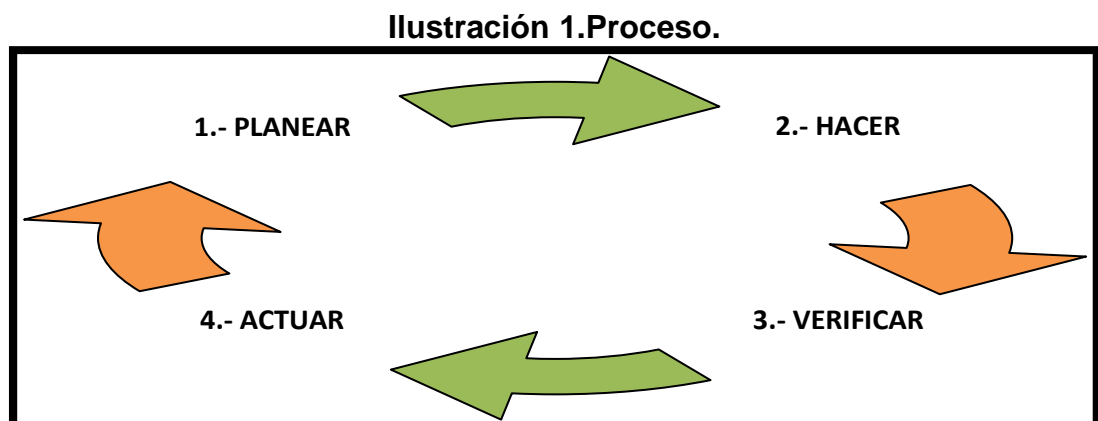 Ilustración 1.Proceso.
1.- PLANEAR
2.- HACER
4.- ACTUAR
3.- VERIFICAR